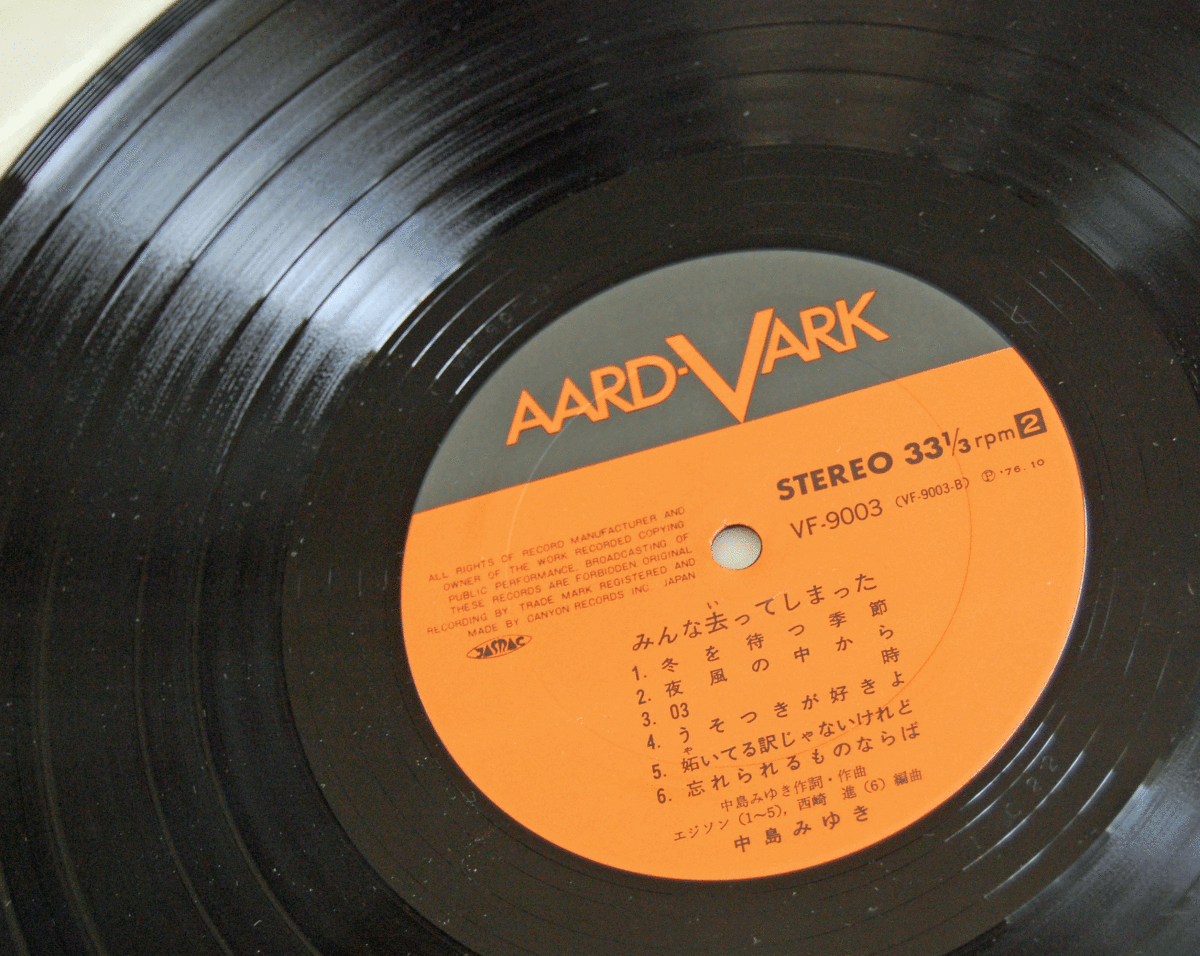 AARD-VARK
STEREO 33 1/3 rpm 2
VF-9003 (VF-9003-B) Ⓟ '76.10
ALL RIGHTS OF RECORD MANUFACTURER AND
OWNER OF THE WORK RECORDED COPYING
PUBLIC PERFORMANCE, BROADCASTING OF
THESE RECORDS ARE FORBIDDEN ORIGINAL
RECORDING BY TRADE MARK REGISTERED AND
MADE BY CANYON RECORDS INC. JAPAN
JASRAC
い
みんな去ってしまった
1. 冬を待つ季節
2. 夜風の中から
3. 03時
4. うそつきが好きよ
や
5. 妬いてる訳じゃないけれど
6. 忘れられるものならば
中島みゆき作詞・作曲
エジソン(1~5), 西崎 進(6)編曲
中島みゆき